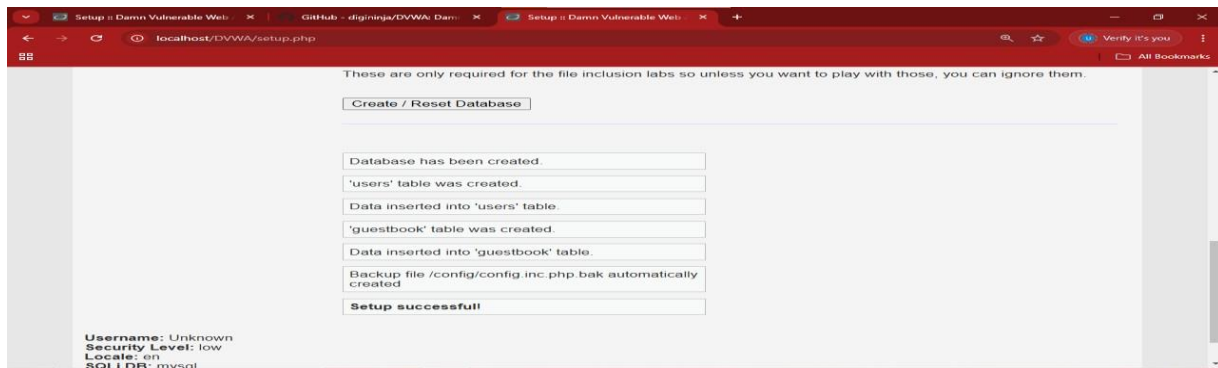 Setup :: Damn Vulnerable Web
GitHub - digininja/DVWA: Dam
Setup :: Damn Vulnerable Web
localhost/DVWA/setup.php
Verify it's you
All Bookmarks
These are only required for the file inclusion labs so unless you want to play with those, you can ignore them.
Create / Reset Database
Database has been created.
'users' table was created.
Data inserted into 'users' table.
'guestbook' table was created.
Data inserted into 'guestbook' table.
Backup file /config/config.inc.php.bak automatically
created
Setup successful!
Username: Unknown
Security Level: low
Locale: en
SQLi DB: mysql